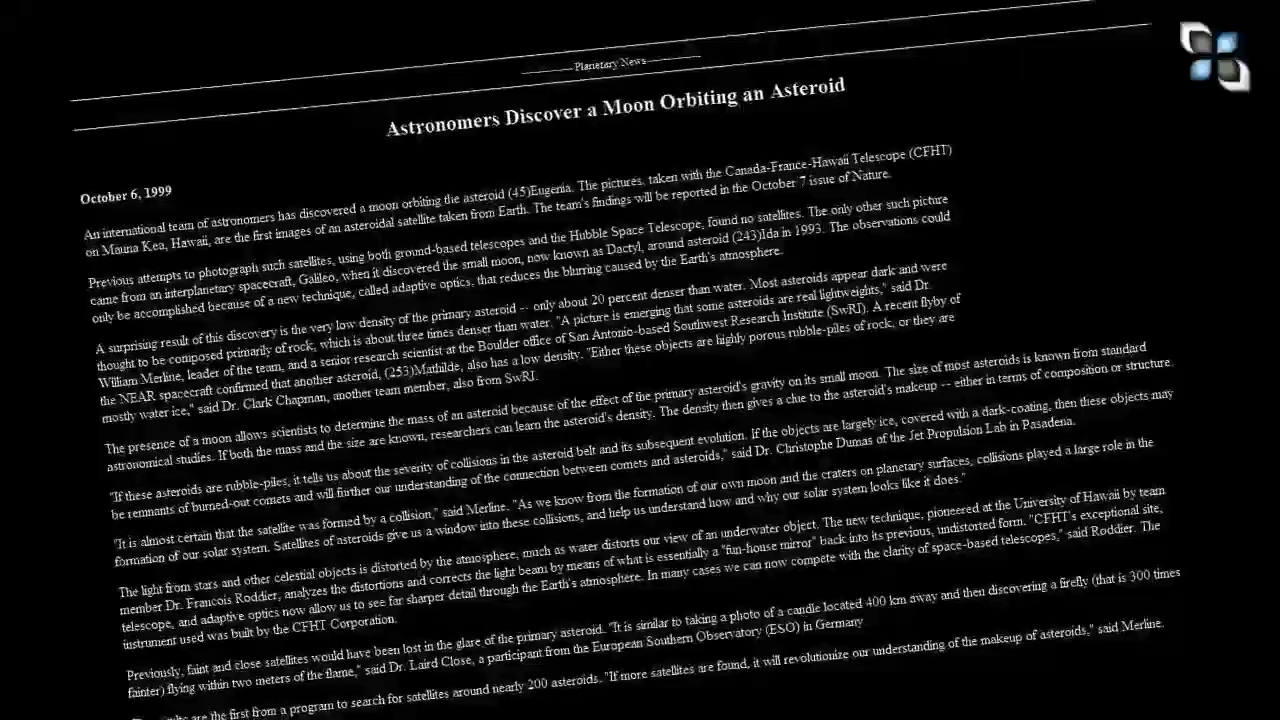 Planetary News
Astronomers Discover a Moon Orbiting an Asteroid
October 6, 1999
An international team of astronomers has discovered a moon orbiting the asteroid (45)Eugenia. The pictures, taken with the Canada-France-Hawaii Telescope (CFHT)
on Mauna Kea, Hawaii, are the first images of an asteroidal satellite taken from Earth. The team's findings will be reported in the October 7 issue of Nature.
Previous attempts to photograph such satellites, using both ground-based telescopes and the Hubble Space Telescope, found no satellites. The only other such picture
came from an interplanetary spacecraft, Galileo, when it discovered the small moon, now known as Dactyl, around asteroid (243)Ida in 1993. The observations could
only be accomplished because of a new technique, called adaptive optics, that reduces the blurring caused by the Earth's atmosphere.
A surprising result of this discovery is the very low density of the primary asteroid -- only about 20 percent denser than water. Most asteroids appear dark and were
thought to be composed primarily of rock, which is about three times denser than water. "A picture is emerging that some asteroids are real lightweights," said Dr.
William Merline, leader of the team, and a senior research scientist at the Boulder office of San Antonio-based Southwest Research Institute (SwRI). A recent flyby of
the NEAR spacecraft confirmed that another asteroid, (253)Mathilde, also has a low density. "Either these objects are highly porous rubble-piles of rock, or they are
mostly water ice," said Dr. Clark Chapman, another team member, also from SwRI.
The presence of a moon allows scientists to determine the mass of an asteroid because of the effect of the primary asteroid's gravity on its small moon. The size of most asteroids is known from standard
astronomical studies. If both the mass and the size are known, researchers can learn the asteroid's density. The density then gives a clue to the asteroid's makeup -- either in terms of composition or structure.
"If these asteroids are rubble-piles, it tells us about the severity of collisions in the asteroid belt and its subsequent evolution. If the objects are largely ice, covered with a dark-coating, then these objects may
be remnants of burned-out comets and will further our understanding of the connection between comets and asteroids," said Dr. Christophe Dumas of the Jet Propulsion Lab in Pasadena.
"It is almost certain that the satellite was formed by a collision," said Merline. "As we know from the formation of our own moon and the craters on planetary surfaces, collisions played a large role in the
formation of our solar system. Satellites of asteroids give us a window into these collisions, and help us understand how and why our solar system looks like it does."
The light from stars and other celestial objects is distorted by the atmosphere, much as water distorts our view of an underwater object. The new technique, pioneered at the University of Hawaii by team
member Dr. Francois Roddier, analyzes the distortions and corrects the light beam by means of what is essentially a "fun-house mirror" back into its previous, undistorted form. "CFHT's exceptional site,
telescope, and adaptive optics now allow us to see far sharper detail through the Earth's atmosphere. In many cases we can now compete with the clarity of space-based telescopes," said Roddier. The
instrument used was built by the CFHT Corporation.
Previously, faint and close satellites would have been lost in the glare of the primary asteroid. "It is similar to taking a photo of a candle located 400 km away and then discovering a firefly (that is 300 times
fainter) flying within two meters of the flame," said Dr. Laird Close, a participant from the European Southern Observatory (ESO) in Germany
are the first from a program to search for satellites around nearly 200 asteroids. "If more satellites are found, it will revolutionize our understanding of the makeup of asteroids," said Merline.